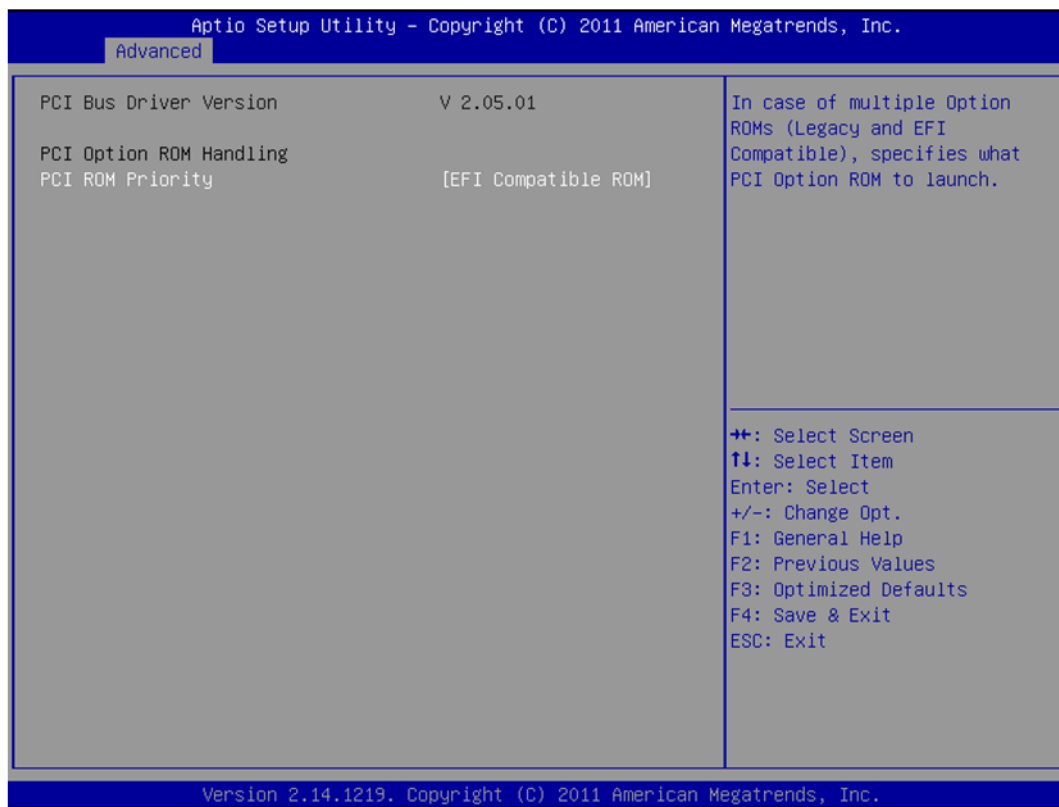 Aptio Setup Utility – Copyright (C) 2011 American Megatrends, Inc.
Advanced
PCI Bus Driver Version V 2.05.01
PCI Option ROM Handling
PCI ROM Priority [EFI Compatible ROM]
In case of multiple Option
ROMs (Legacy and EFI
Compatible), specifies what
PCI Option ROM to launch.
→←: Select Screen
↑↓: Select Item
Enter: Select
+/-: Change Opt.
F1: General Help
F2: Previous Values
F3: Optimized Defaults
F4: Save & Exit
ESC: Exit
Version 2.14.1219. Copyright (C) 2011 American Megatrends, Inc.